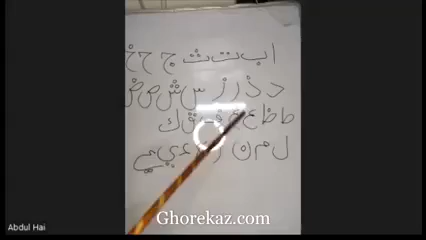 ا ب ت ث ج ح خ
د ذ ر ز س ش ص ض
ط ظ ع ف ق ك
ل م ن ء ي
Ghorekaz.com
Abdul Hai